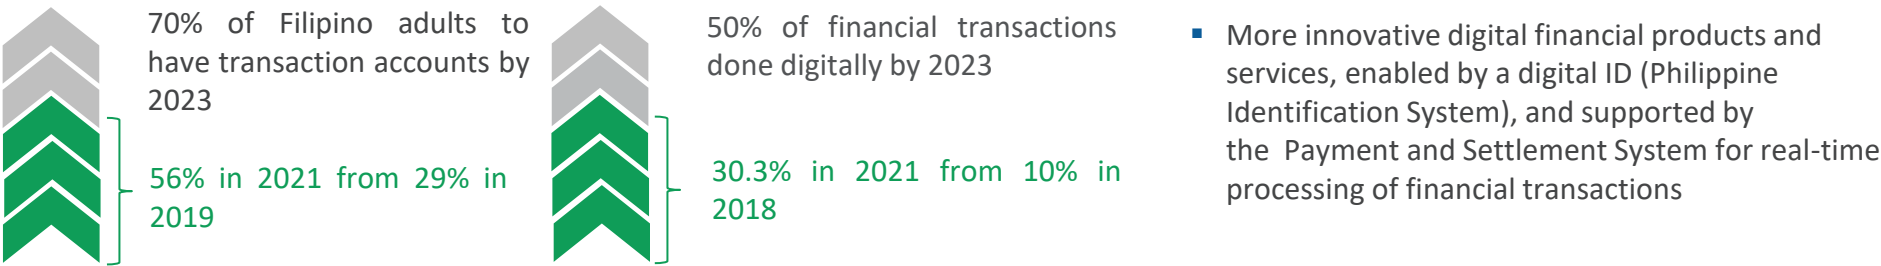 70% of Filipino adults to
have transaction accounts by
2023
56% in 2021 from 29% in
2019
50% of financial transactions
done digitally by 2023
30.3% in 2021 from 10% in
2018
▪ More innovative digital financial products and
services, enabled by a digital ID (Philippine
Identification System), and supported by
the Payment and Settlement System for real-time
processing of financial transactions